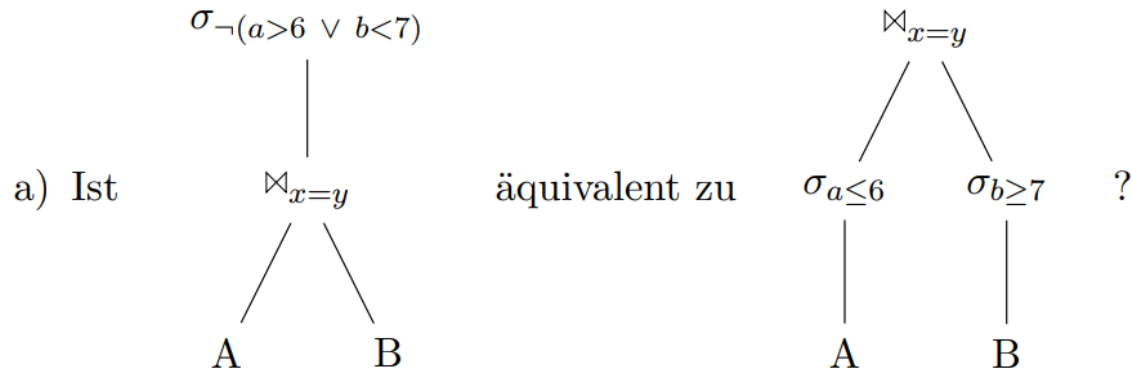 σ¬(a>6 ∨ b<7) ⋈x=y
a) Ist ⋈x=y äquivalent zu σa≤6 σb≥7 ?
A B A B